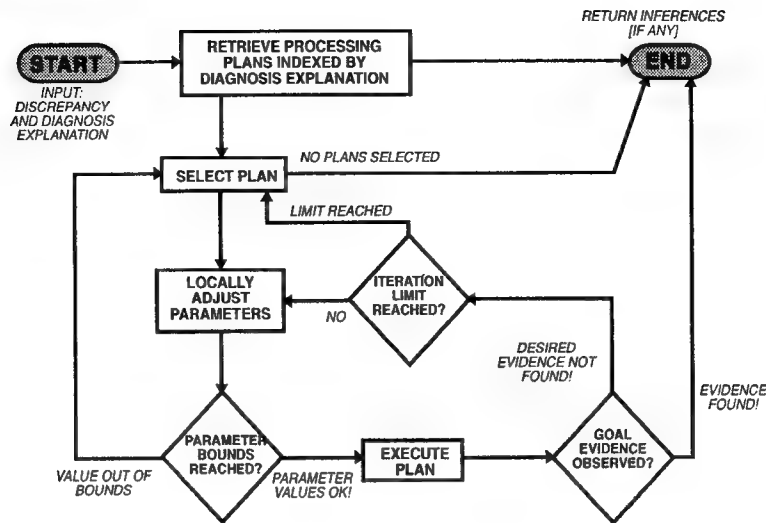 RETURN INFERENCES
[IF ANY]
START
RETRIEVE PROCESSING
PLANS INDEXED BY
DIAGNOSIS EXPLANATION
END
INPUT:
DISCREPANCY
AND DIAGNOSIS
EXPLANATION
NO PLANS SELECTED
SELECT PLAN
LIMIT REACHED
LOCALLY
ADJUST
PARAMETERS
ITERATION
LIMIT
REACHED?
NO
DESIRED
EVIDENCE NOT
FOUND!
EVIDENCE
FOUND!
PARAMETER
BOUNDS
REACHED?
EXECUTE
PLAN
GOAL
EVIDENCE
OBSERVED?
VALUE OUT OF
BOUNDS
PARAMETER
VALUES OK!